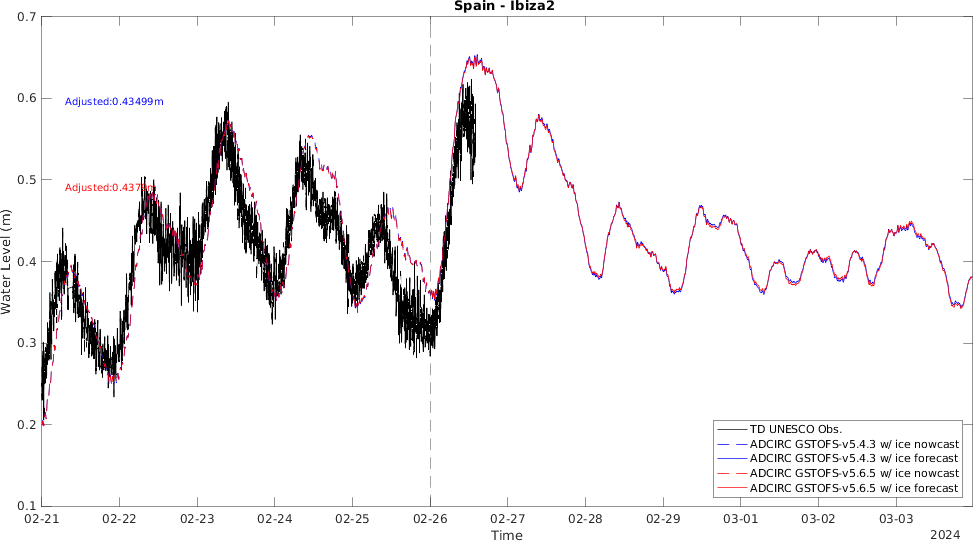 Spain - Ibiza2
0.7
0.6
0.5
0.4
0.3
0.2
0.1
Water Level (m)
Adjusted:0.43499m
02-21
02-22
02-23
02-24
02-25
02-26
02-27
02-28
02-29
03-01
03-02
03-03
Time
2024
TD UNESCO Obs.
ADCIRC GSTOFS-v5.4.3 w/ ice nowcast
ADCIRC GSTOFS-v5.4.3 w/ ice forecast
ADCIRC GSTOFS-v5.6.5 w/ ice nowcast
ADCIRC GSTOFS-v5.6.5 w/ ice forecast